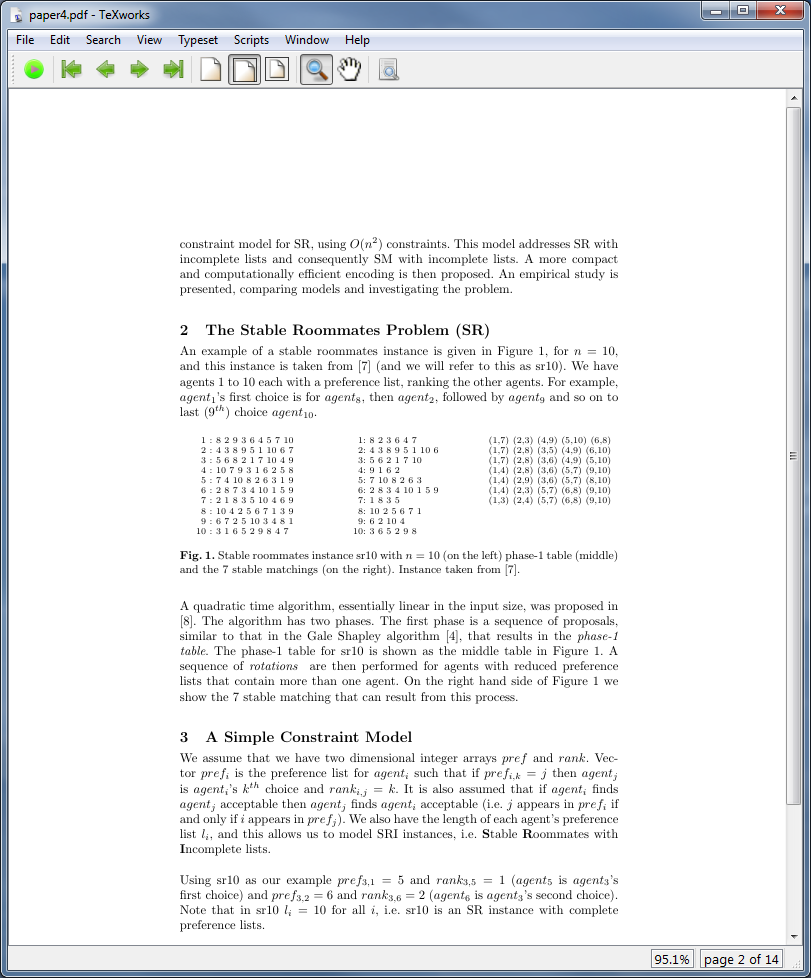 paper4.pdf - TeXworks
File Edit Search View Typeset Scripts Window Help
constraint model for SR, using O(n²) constraints. This model addresses SR with
incomplete lists and consequently SM with incomplete lists. A more compact
and computationally efficient encoding is then proposed. An empirical study is
presented, comparing models and investigating the problem.
2 The Stable Roommates Problem (SR)
An example of a stable roommates instance is given in Figure 1, for n = 10,
and this instance is taken from [7] (and we will refer to this as sr10). We have
agents 1 to 10 each with a preference list, ranking the other agents. For example,
agent₁'s first choice is for agent₈, then agent₂, followed by agent₉ and so on to
last (9ᵗʰ) choice agent₁₀.
1 : 8 2 9 3 6 4 5 7 10
2 : 4 3 8 9 5 1 10 6 7
3 : 5 6 8 2 1 7 10 4 9
4 : 10 7 9 3 1 6 2 5 8
5 : 7 4 10 8 2 6 3 1 9
6 : 2 8 7 3 4 10 1 5 9
7 : 2 1 8 3 5 10 4 6 9
8 : 10 4 2 5 6 7 1 3 9
9 : 6 7 2 5 10 3 4 8 1
10 : 3 1 6 5 2 9 8 4 7
1: 8 2 3 6 4 7
2: 4 3 8 9 5 1 10 6
3: 5 6 2 1 7 10
4: 9 1 6 2
5: 7 10 8 2 6 3
6: 2 8 3 4 10 1 5 9
7: 1 8 3 5
8: 10 2 5 6 7 1
9: 6 2 10 4
10: 3 6 5 2 9 8
(1,7) (2,3) (4,9) (5,10) (6,8)
(1,7) (2,8) (3,5) (4,9) (6,10)
(1,7) (2,8) (3,6) (4,9) (5,10)
(1,4) (2,8) (3,6) (5,7) (9,10)
(1,4) (2,9) (3,6) (5,7) (8,10)
(1,4) (2,3) (5,7) (6,8) (9,10)
(1,3) (2,4) (5,7) (6,8) (9,10)
Fig. 1. Stable roommates instance sr10 with n = 10 (on the left) phase-1 table (middle)
and the 7 stable matchings (on the right). Instance taken from [7].
A quadratic time algorithm, essentially linear in the input size, was proposed in
[8]. The algorithm has two phases. The first phase is a sequence of proposals,
similar to that in the Gale Shapley algorithm [4], that results in the phase-1
table. The phase-1 table for sr10 is shown as the middle table in Figure 1. A
sequence of rotations are then performed for agents with reduced preference
lists that contain more than one agent. On the right hand side of Figure 1 we
show the 7 stable matching that can result from this process.
3 A Simple Constraint Model
We assume that we have two dimensional integer arrays pref and rank. Vec-
tor prefᵢ is the preference list for agentᵢ such that if prefᵢ,ₖ = j then agentⱼ
is agentᵢ's kᵗʰ choice and rankᵢ,ⱼ = k. It is also assumed that if agentᵢ finds
agentⱼ acceptable then agentⱼ finds agentᵢ acceptable (i.e. j appears in prefᵢ if
and only if i appears in prefⱼ). We also have the length of each agent's preference
list lᵢ, and this allows us to model SRI instances, i.e. Stable Roommates with
Incomplete lists.
Using sr10 as our example pref₃,₁ = 5 and rank₃,₅ = 1 (agent₅ is agent₃'s
first choice) and pref₃,₂ = 6 and rank₃,₆ = 2 (agent₆ is agent₃'s second choice).
Note that in sr10 lᵢ = 10 for all i, i.e. sr10 is an SR instance with complete
preference lists.
95.1% page 2 of 14